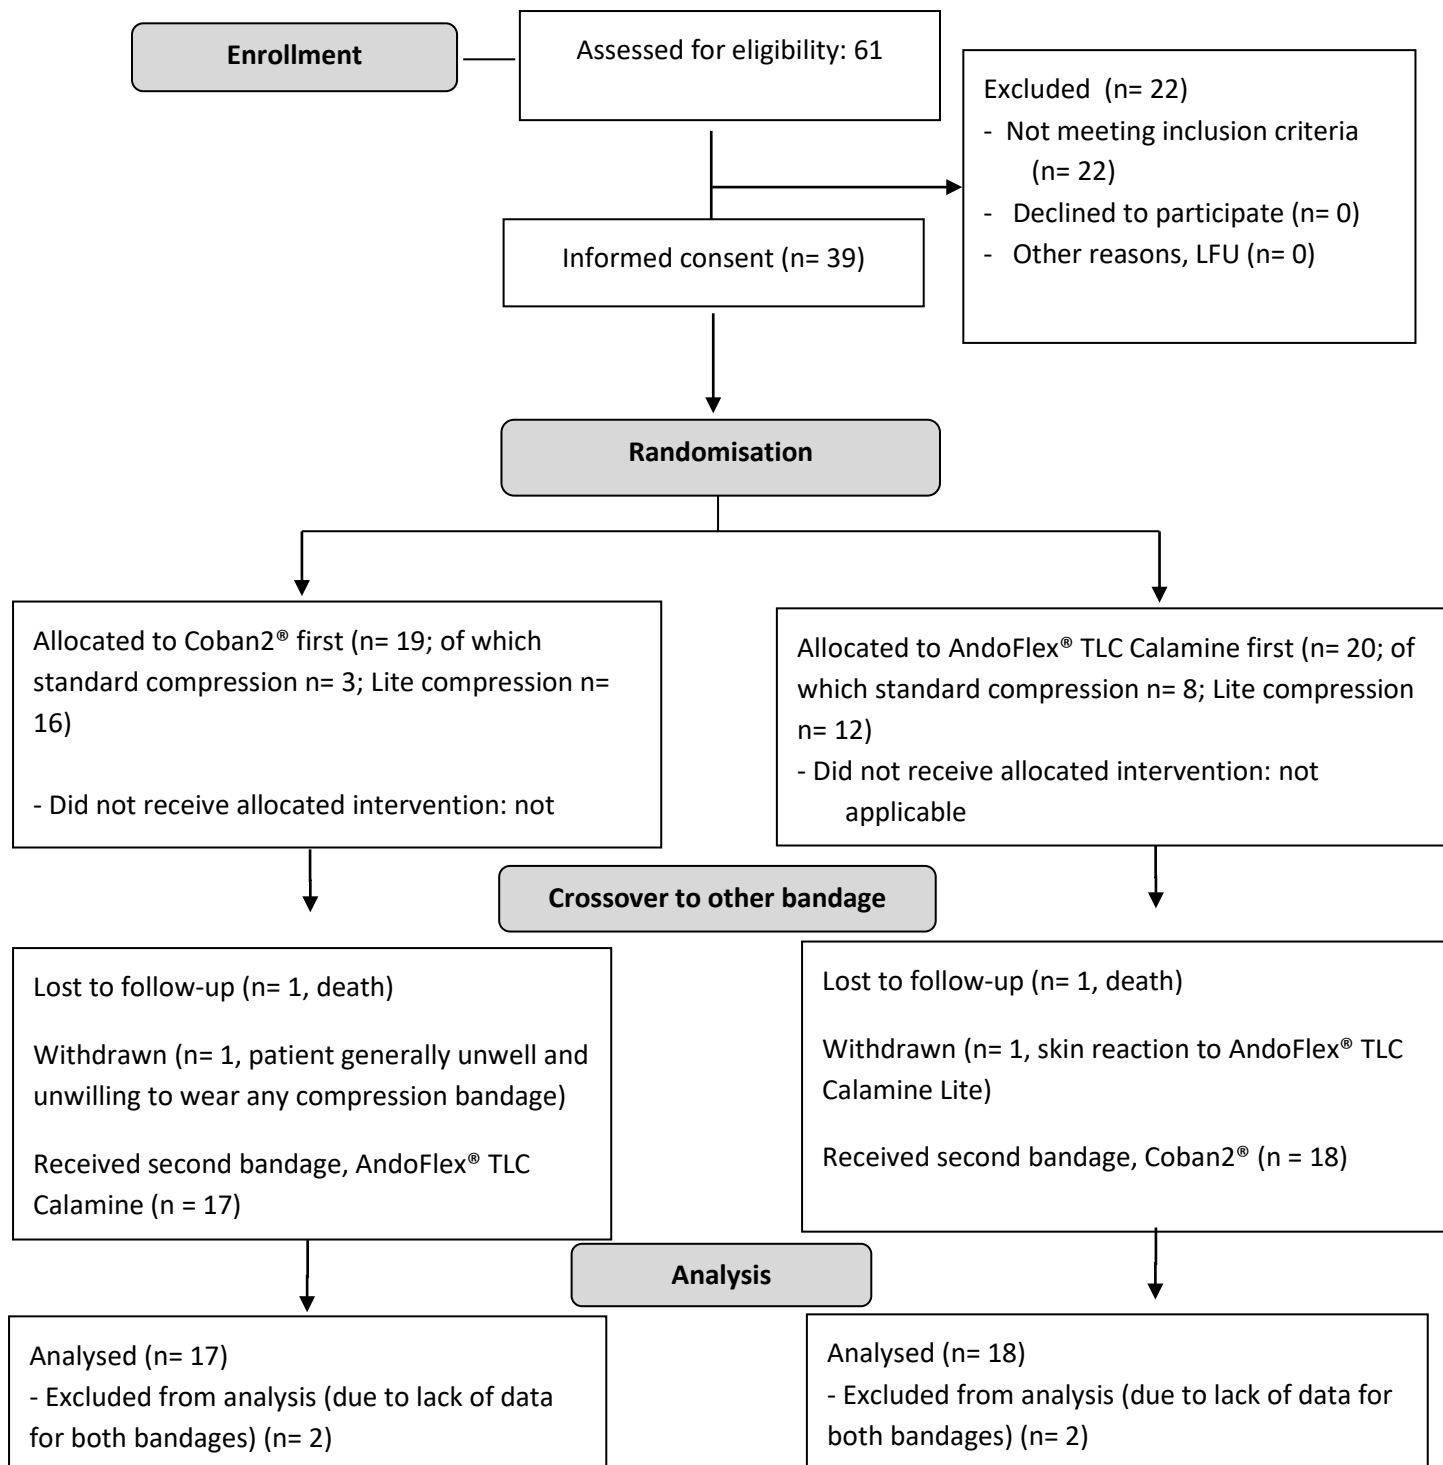 Enrollment
Assessed for eligibility: 61
Excluded (n= 22)
- Not meeting inclusion criteria
(n= 22)
- Declined to participate (n= 0)
- Other reasons, LFU (n= 0)
Informed consent (n= 39)
Randomisation
Allocated to Coban2® first (n= 19; of which
standard compression n= 3; Lite compression n=
16)
- Did not receive allocated intervention: not
Allocated to AndoFlex® TLC Calamine first (n= 20; of
which standard compression n= 8; Lite compression
n= 12)
- Did not receive allocated intervention: not
applicable
Crossover to other bandage
Lost to follow-up (n= 1, death)
Withdrawn (n= 1, patient generally unwell and
unwilling to wear any compression bandage)
Received second bandage, AndoFlex® TLC
Calamine (n = 17)
Lost to follow-up (n= 1, death)
Withdrawn (n= 1, skin reaction to AndoFlex® TLC
Calamine Lite)
Received second bandage, Coban2® (n = 18)
Analysis
Analysed (n= 17)
- Excluded from analysis (due to lack of data
for both bandages) (n= 2)
Analysed (n= 18)
- Excluded from analysis (due to lack of data for
both bandages) (n= 2)